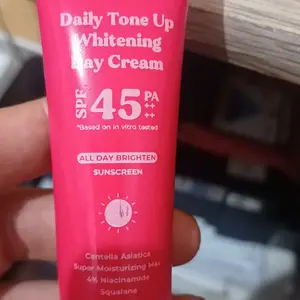 Daily Tone Up
Whitening
Day Cream
SPF 45 PA
++
++
*Based on in vitro tested
ALL DAY BRIGHTEN
SUNSCREEN
Centella Asiatica
Super Moisturizing
4% Niacinamide
Squalane